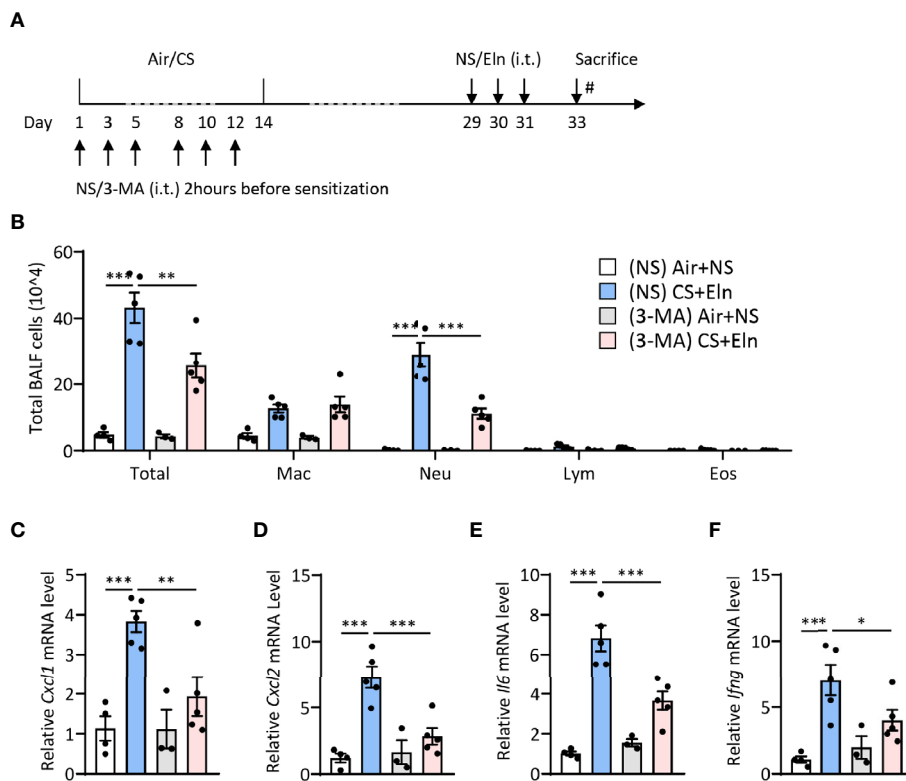 A
Air/CS NS/Eln (i.t.) Sacrifice
#
Day 1 3 5 8 10 12 14 29 30 31 33
NS/3-MA (i.t.) 2hours before sensitization
B
Total BALF cells (10^4)
60
40
20
0
*** **
*** ***
(NS) Air+NS
(NS) CS+Eln
(3-MA) Air+NS
(3-MA) CS+Eln
Total Mac Neu Lym Eos
C
Relative Cxcl1 mRNA level
5
4
3
2
1
0
*** **
D
Relative Cxcl2 mRNA Level
15
10
5
0
*** ***
E
Relative Il6 mRNA level
10
8
6
4
2
0
*** ***
F
Relative Ifng mRNA level
15
10
5
0
*** *